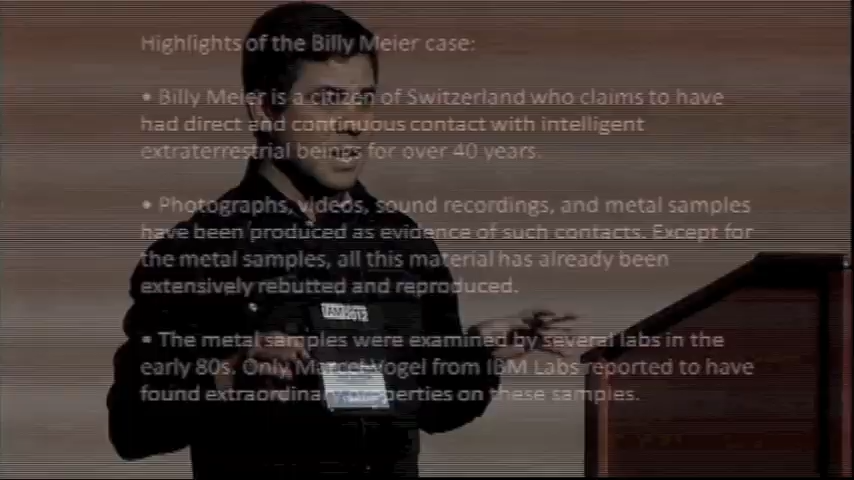 Highlights of the Billy Meier case:
• Billy Meier is a citizen of Switzerland who claims to have
had direct and continuous contact with intelligent
extraterrestrial beings for over 40 years.
• Photographs, videos, sound recordings, and metal samples
have been produced as evidence of such contacts. Except for
the metal samples, all this material has already been
extensively rebutted and reproduced.
TAM2012
• The metal samples were examined by several labs in the
early 80s. Only Marcel Vogel from IBM Labs reported to have
found extraordinary properties on these samples.